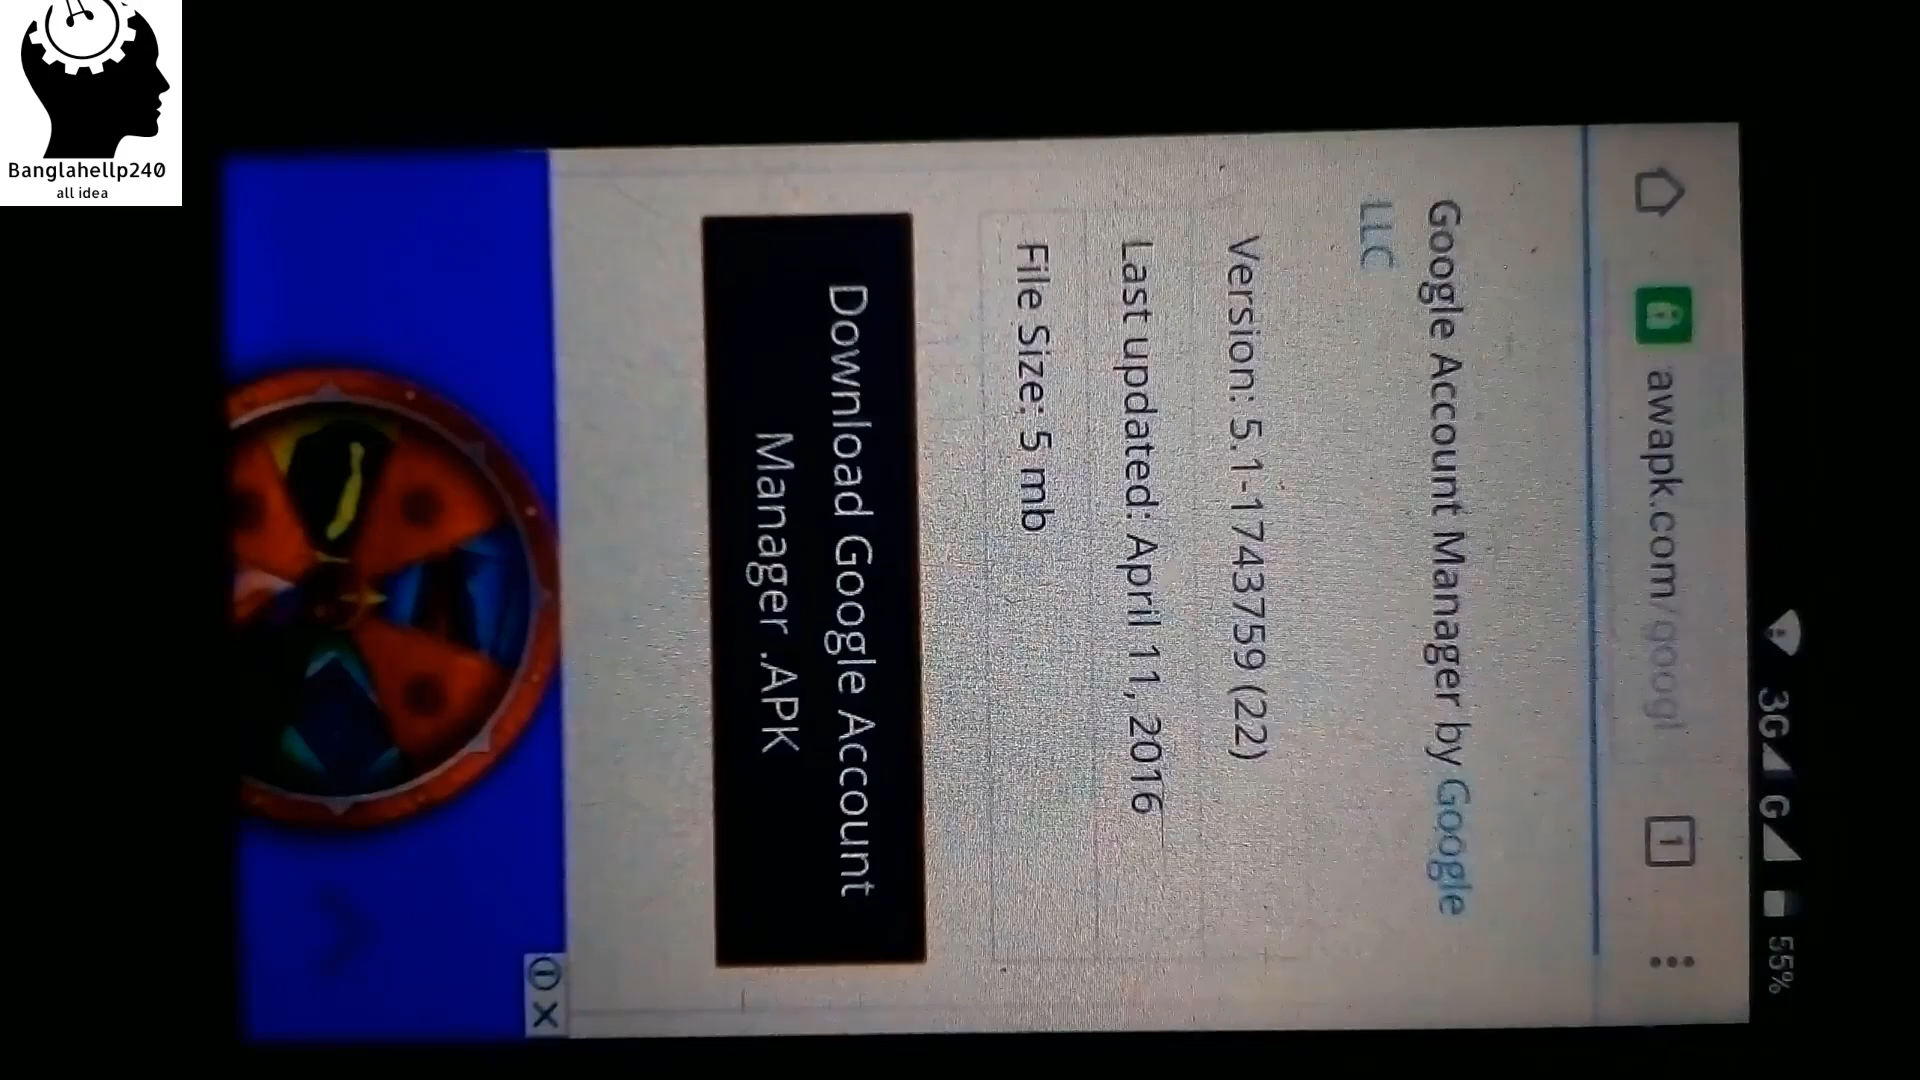 Banglahellp240
all idea
3G G 55%
awapk.com/googl
1
Google Account Manager by Google
LLC
Version: 5.1-1743759 (22)
Last updated: April 11, 2016
File Size: 5 mb
Download Google Account
Manager .APK